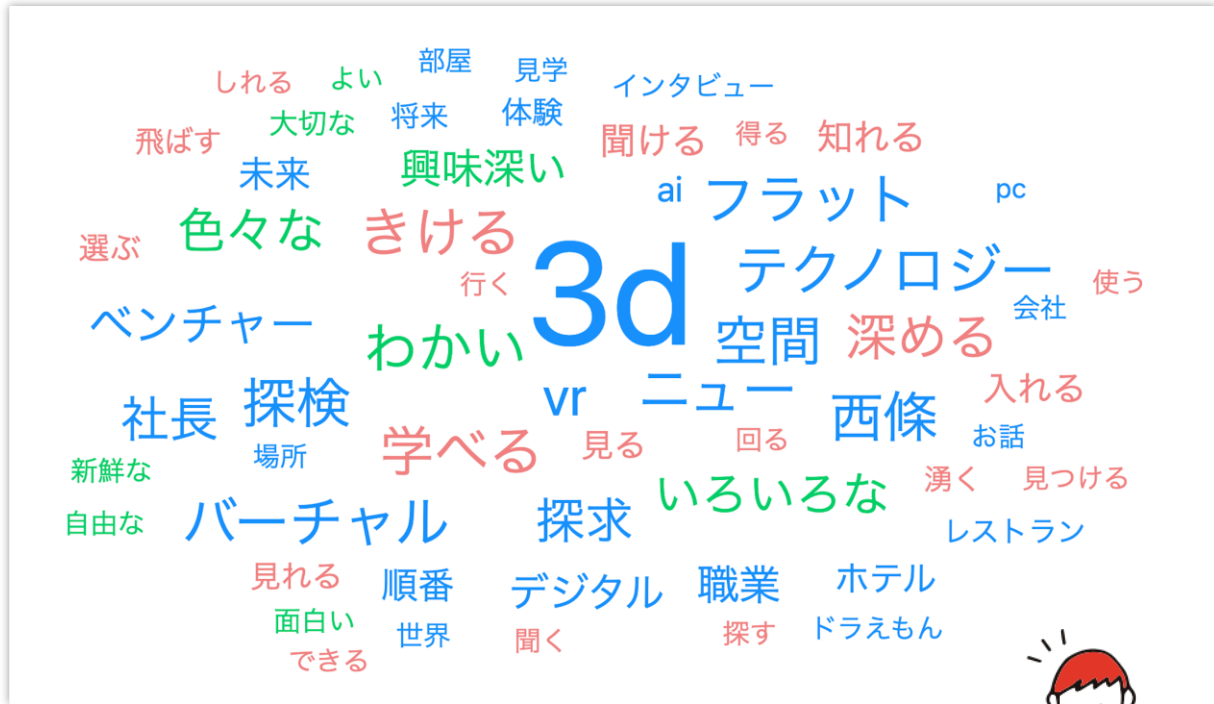 部屋
見学
しれる
よい
インタビュー
大切な
将来
体験
飛ばす
聞ける
得る
知れる
未来
興味深い
ai
フラット
pc
選ぶ
色々な
きける
3d
テクノロジー
行く
使う
会社
ベンチャー
わかい
空間
深める
社長
探検
vr
ニュー
西條
入れる
場所
学べる
見る
回る
お話
新鮮な
いろいろな
湧く
見つける
自由な
バーチャル
探求
レストラン
見れる
順番
デジタル
職業
ホテル
面白い
世界
聞く
探す
ドラえもん
できる